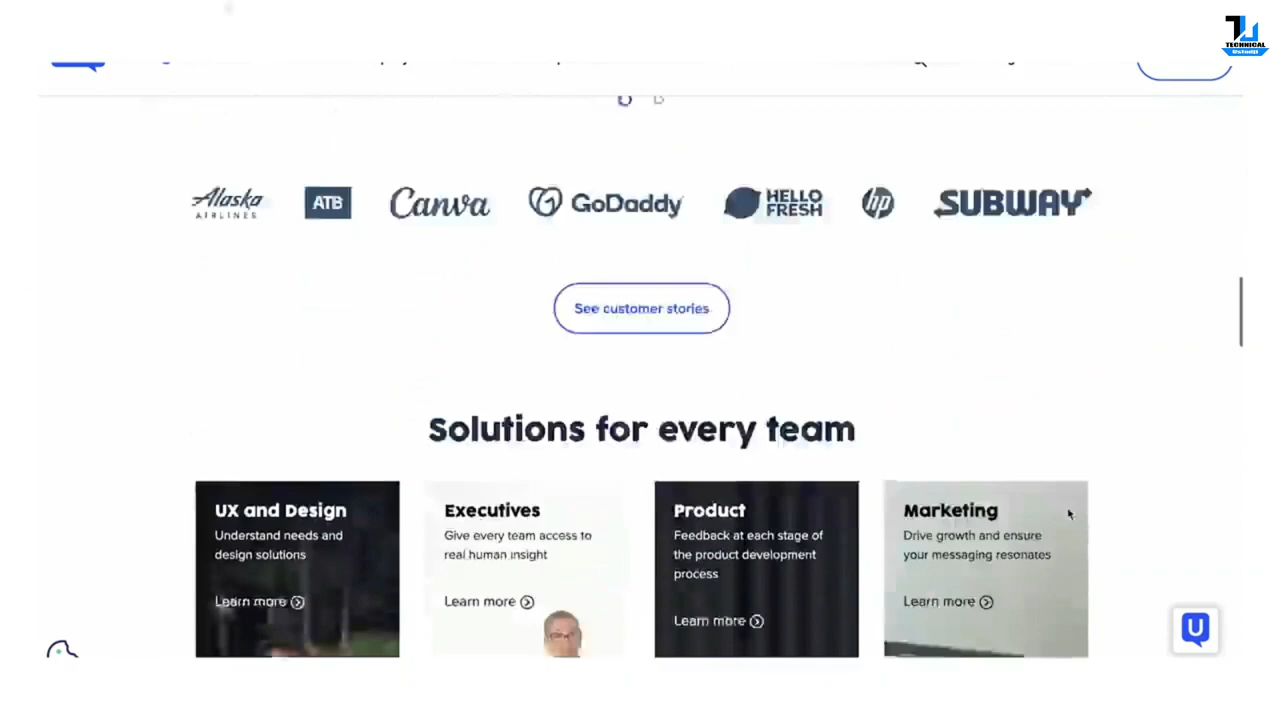 TECHNICAL
Alaska
AIRLINES
ATB
Canva
GoDaddy
HELLO
FRESH
hp
SUBWAY
See customer stories
Solutions for every team
UX and Design
Understand needs and
design solutions
Learn more
Executives
Give every team access to
real human insight
Learn more
Product
Feedback at each stage of
the product development
process
Learn more
Marketing
Drive growth and ensure
your messaging resonates
Learn more
U